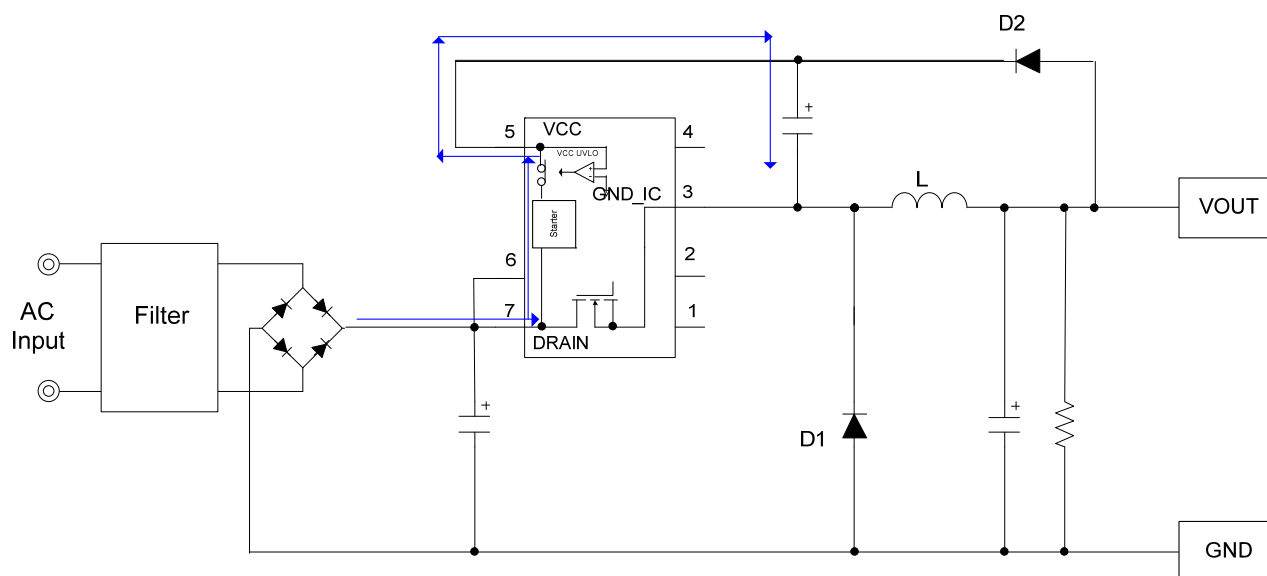 D2
+
5
VCC
4
VCC UVLO
+
-
GND_IC
3
L
VOUT
Starter
6
2
AC
Input
Filter
7
1
DRAIN
+
+
D1
GND